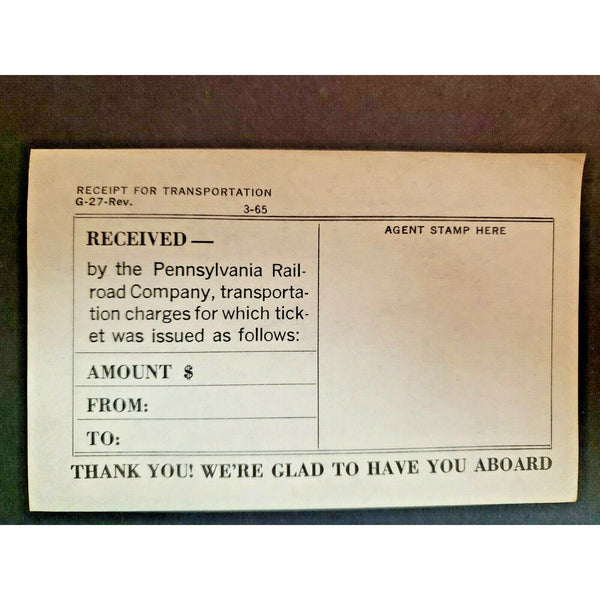 RECEIPT FOR TRANSPORTATION
G-27-Rev.
3-65
RECEIVED —
by the Pennsylvania Rail-
road Company, transporta-
tion charges for which tick-
et was issued as follows:
AMOUNT $
FROM:
TO:
AGENT STAMP HERE
THANK YOU! WE'RE GLAD TO HAVE YOU ABOARD